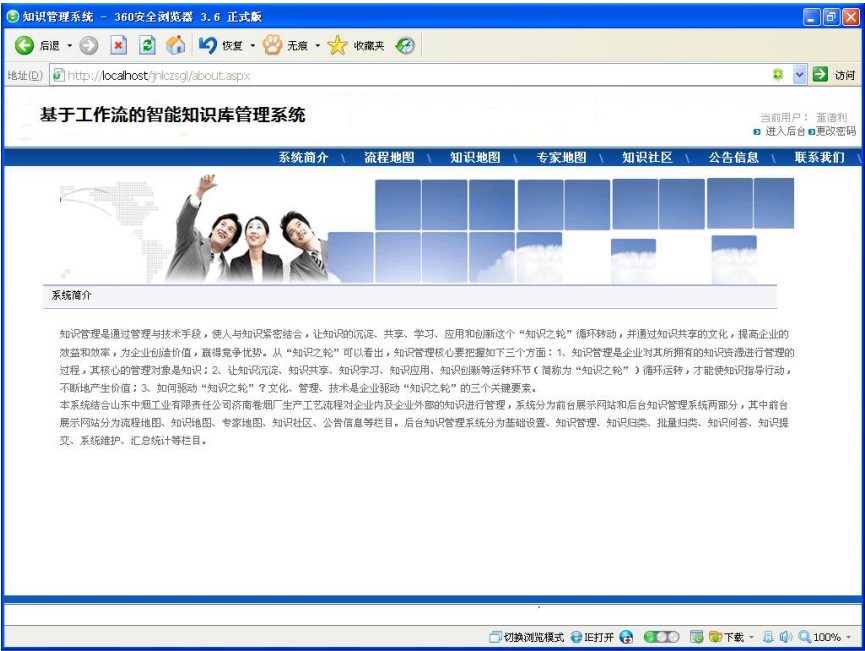 知识管理系统 - 360安全浏览器 3.6 正式版
后退 恢复 无痕 收藏夹
地址(D) http://localhost/jnlczsgl/about.aspx 访问
基于工作流的智能知识库管理系统
当前用户： 董德利
进入后台 更改密码
系统简介 \ 流程地图 \ 知识地图 \ 专家地图 \ 知识社区 \ 公告信息 \ 联系我们 \
系统简介
知识管理是通过管理与技术手段，使人与知识紧密结合，让知识的沉淀、共享、学习、应用和创新这个“知识之轮”循环转动，并通过知识共享的文化，提高企业的
效益和效率，为企业创造价值，赢得竞争优势。从“知识之轮”可以看出，知识管理核心要把握如下三个方面：1、知识管理是企业对其所拥有的知识资源进行管理的
过程，其核心的管理对象是知识；2、让知识沉淀、知识共享、知识学习、知识应用、知识创新等运转环节(简称为“知识之轮”)循环运转，才能使知识指导行动，
不断地产生价值；3、如何驱动“知识之轮”？文化、管理、技术是企业驱动“知识之轮”的三个关键要素。
本系统结合山东中烟工业有限责任公司济南卷烟厂生产工艺流程对企业内及企业外部的知识进行管理，系统分为前台展示网站和后台知识管理系统两部分，其中前台
展示网站分为流程地图、知识地图、专家地图、知识社区、公告信息等栏目。后台知识管理系统分为基础设置、知识管理、知识归类、批量归类、知识问答、知识提
交、系统维护、汇总统计等栏目。
切换浏览模式 IE打开 下载 100%